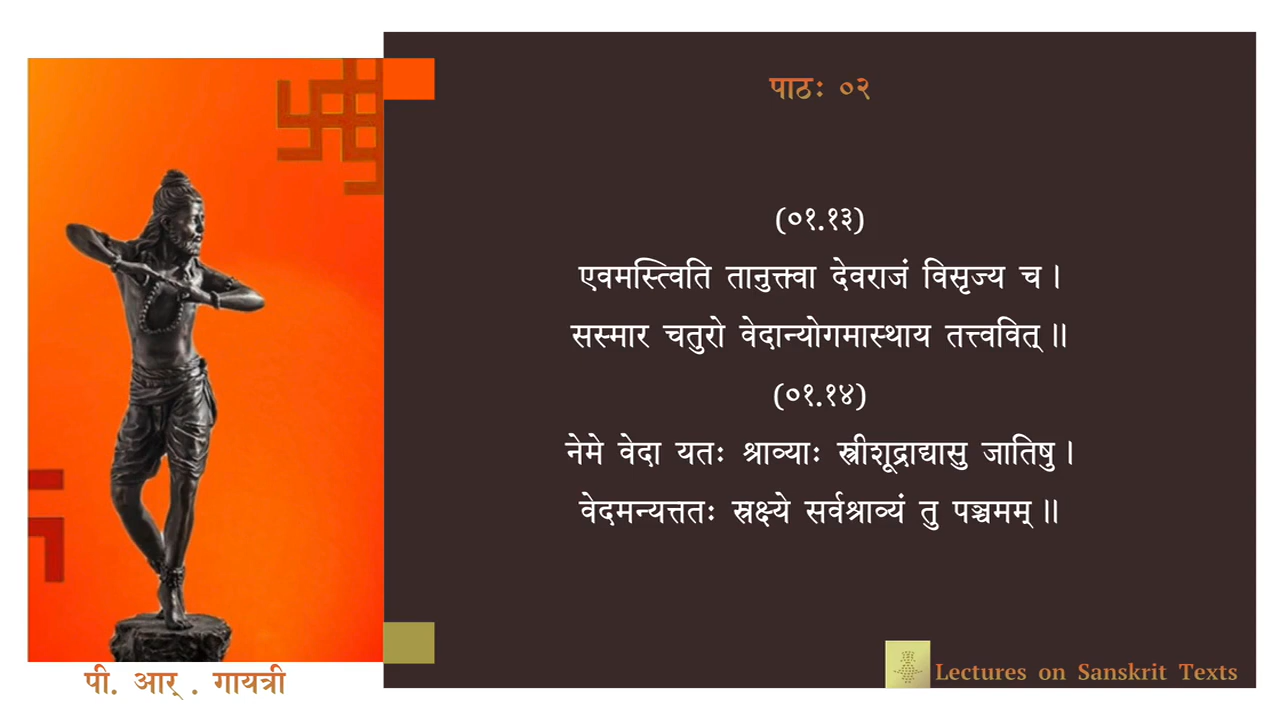 पाठः ०२
(०१.१३)
एवमस्त्विति तानुक्त्वा देवराजं विसृज्य च ।
सस्मार चतुरो वेदान्योगमास्थाय तत्त्ववित् ॥
(०१.१४)
नेमे वेदा यतः श्राव्याः स्त्रीशूद्राद्यासु जातिषु ।
वेदमन्यत्ततः स्रक्ष्ये सर्वश्राव्यं तु पञ्चमम् ॥
पी. आर् . गायत्री
Lectures on Sanskrit Texts